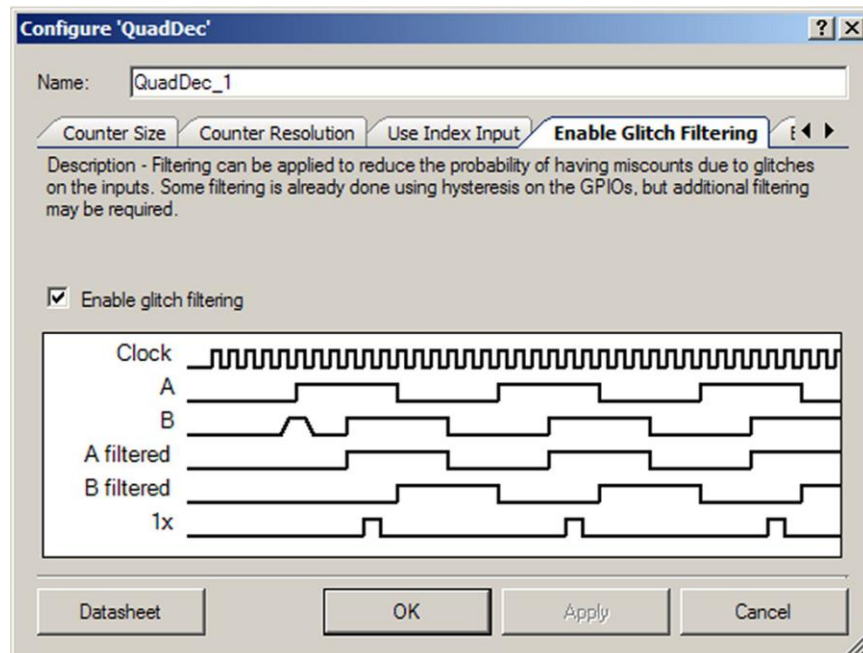 Configure 'QuadDec'
Name: QuadDec_1
Counter Size Counter Resolution Use Index Input Enable Glitch Filtering
Description - Filtering can be applied to reduce the probability of having miscounts due to glitches
on the inputs. Some filtering is already done using hysteresis on the GPIOs, but additional filtering
may be required.
Enable glitch filtering
Clock
A
B
A filtered
B filtered
1x
Datasheet OK Apply Cancel